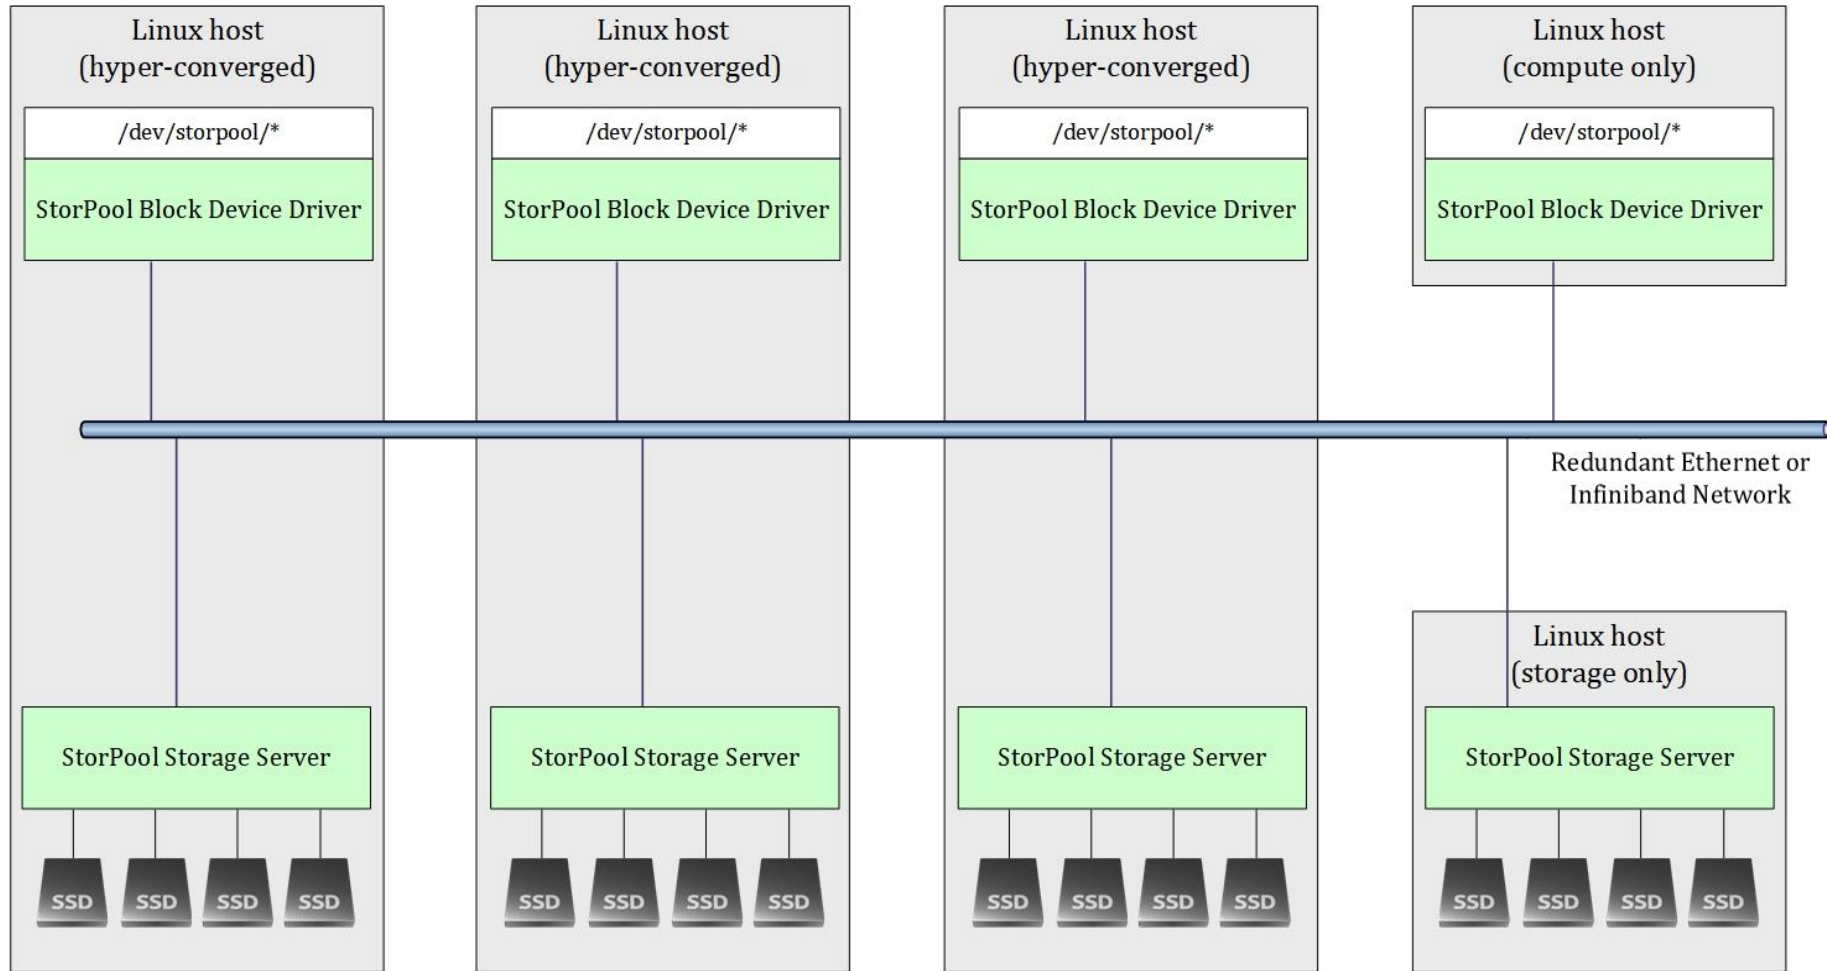 Linux host
(hyper-converged)
/dev/storpool/*
StorPool Block Device Driver
Linux host
(hyper-converged)
/dev/storpool/*
StorPool Block Device Driver
Linux host
(hyper-converged)
/dev/storpool/*
StorPool Block Device Driver
Linux host
(compute only)
/dev/storpool/*
StorPool Block Device Driver
Redundant Ethernet or
Infiniband Network
StorPool Storage Server
SSD SSD SSD SSD
StorPool Storage Server
SSD SSD SSD SSD
StorPool Storage Server
SSD SSD SSD SSD
Linux host
(storage only)
StorPool Storage Server
SSD SSD SSD SSD